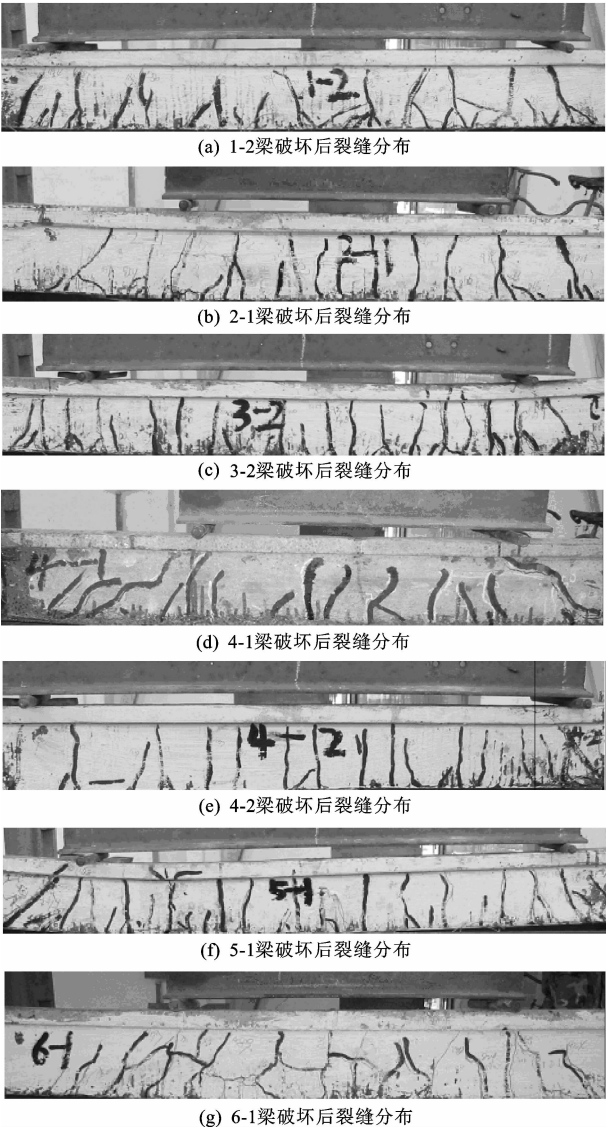 1-2
(a) 1-2梁破坏后裂缝分布
2-1
(b) 2-1梁破坏后裂缝分布
3-2
(c) 3-2梁破坏后裂缝分布
4-1
(d) 4-1梁破坏后裂缝分布
4-2
(e) 4-2梁破坏后裂缝分布
5-1
(f) 5-1梁破坏后裂缝分布
6-1
(g) 6-1梁破坏后裂缝分布